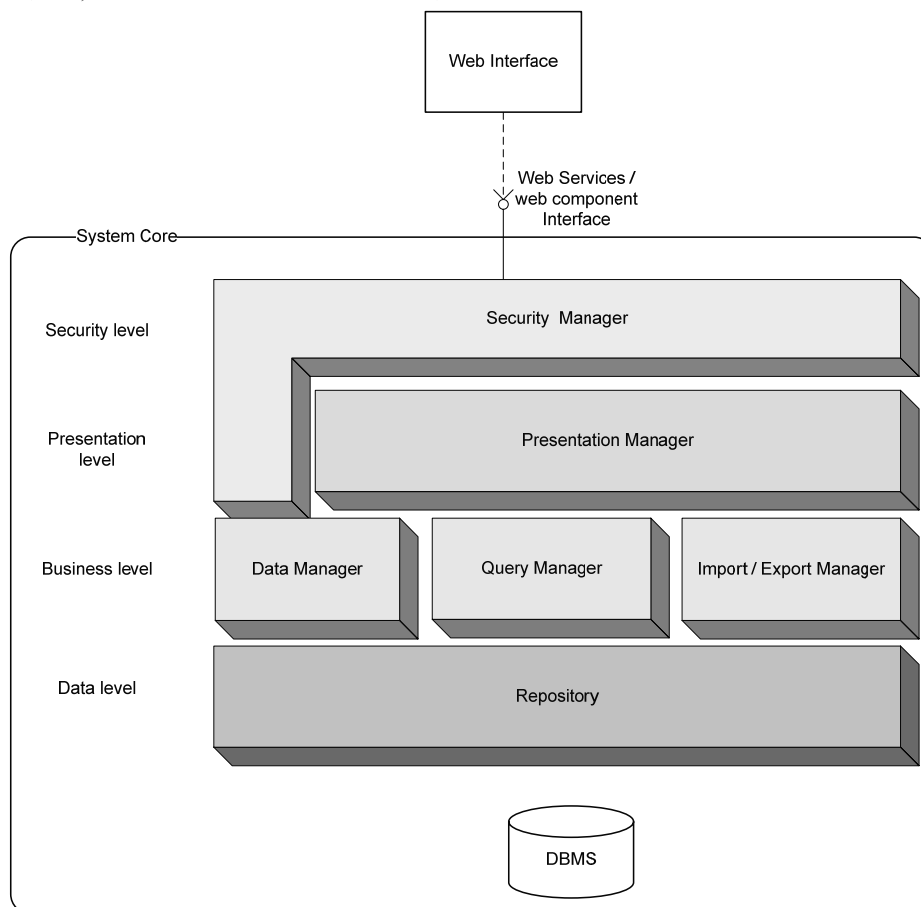 Web Interface
Web Services /
web component
Interface
System Core
Security level
Security Manager
Presentation
level
Presentation Manager
Business level
Data Manager
Query Manager
Import / Export Manager
Data level
Repository
DBMS